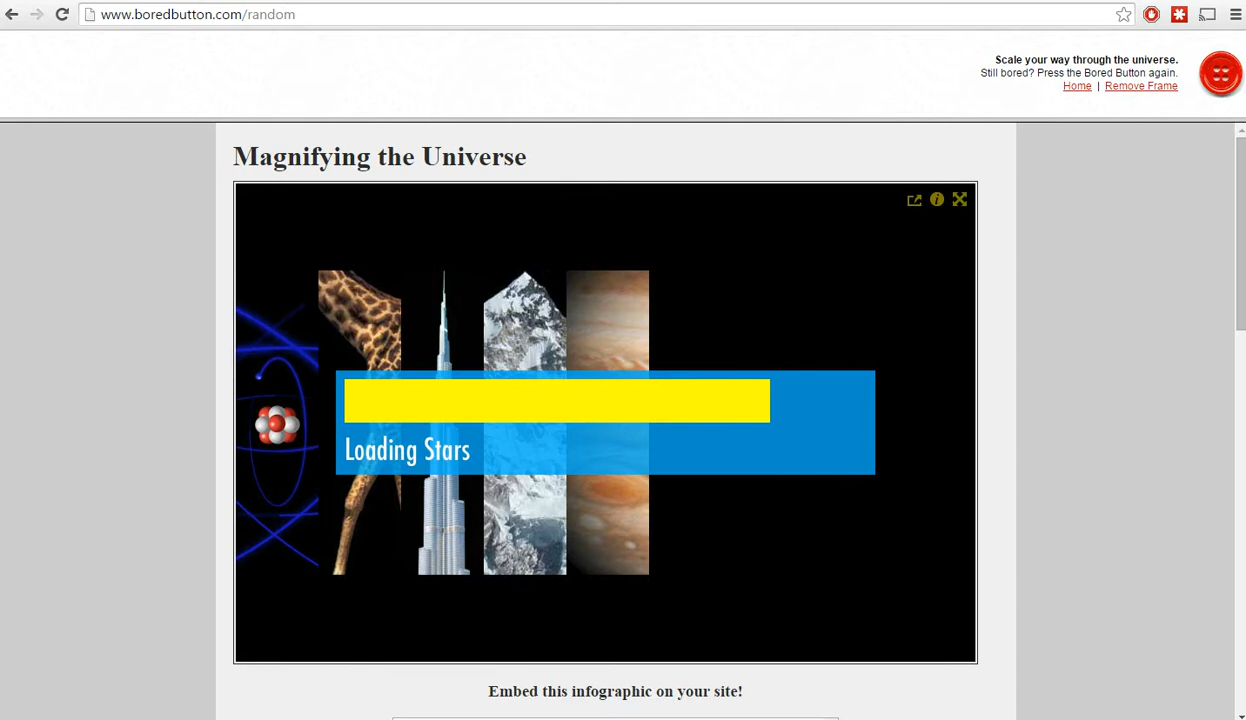 www.boredbutton.com/random
Scale your way through the universe.
Still bored? Press the Bored Button again.
Home | Remove Frame
Magnifying the Universe
Loading Stars
Embed this infographic on your site!